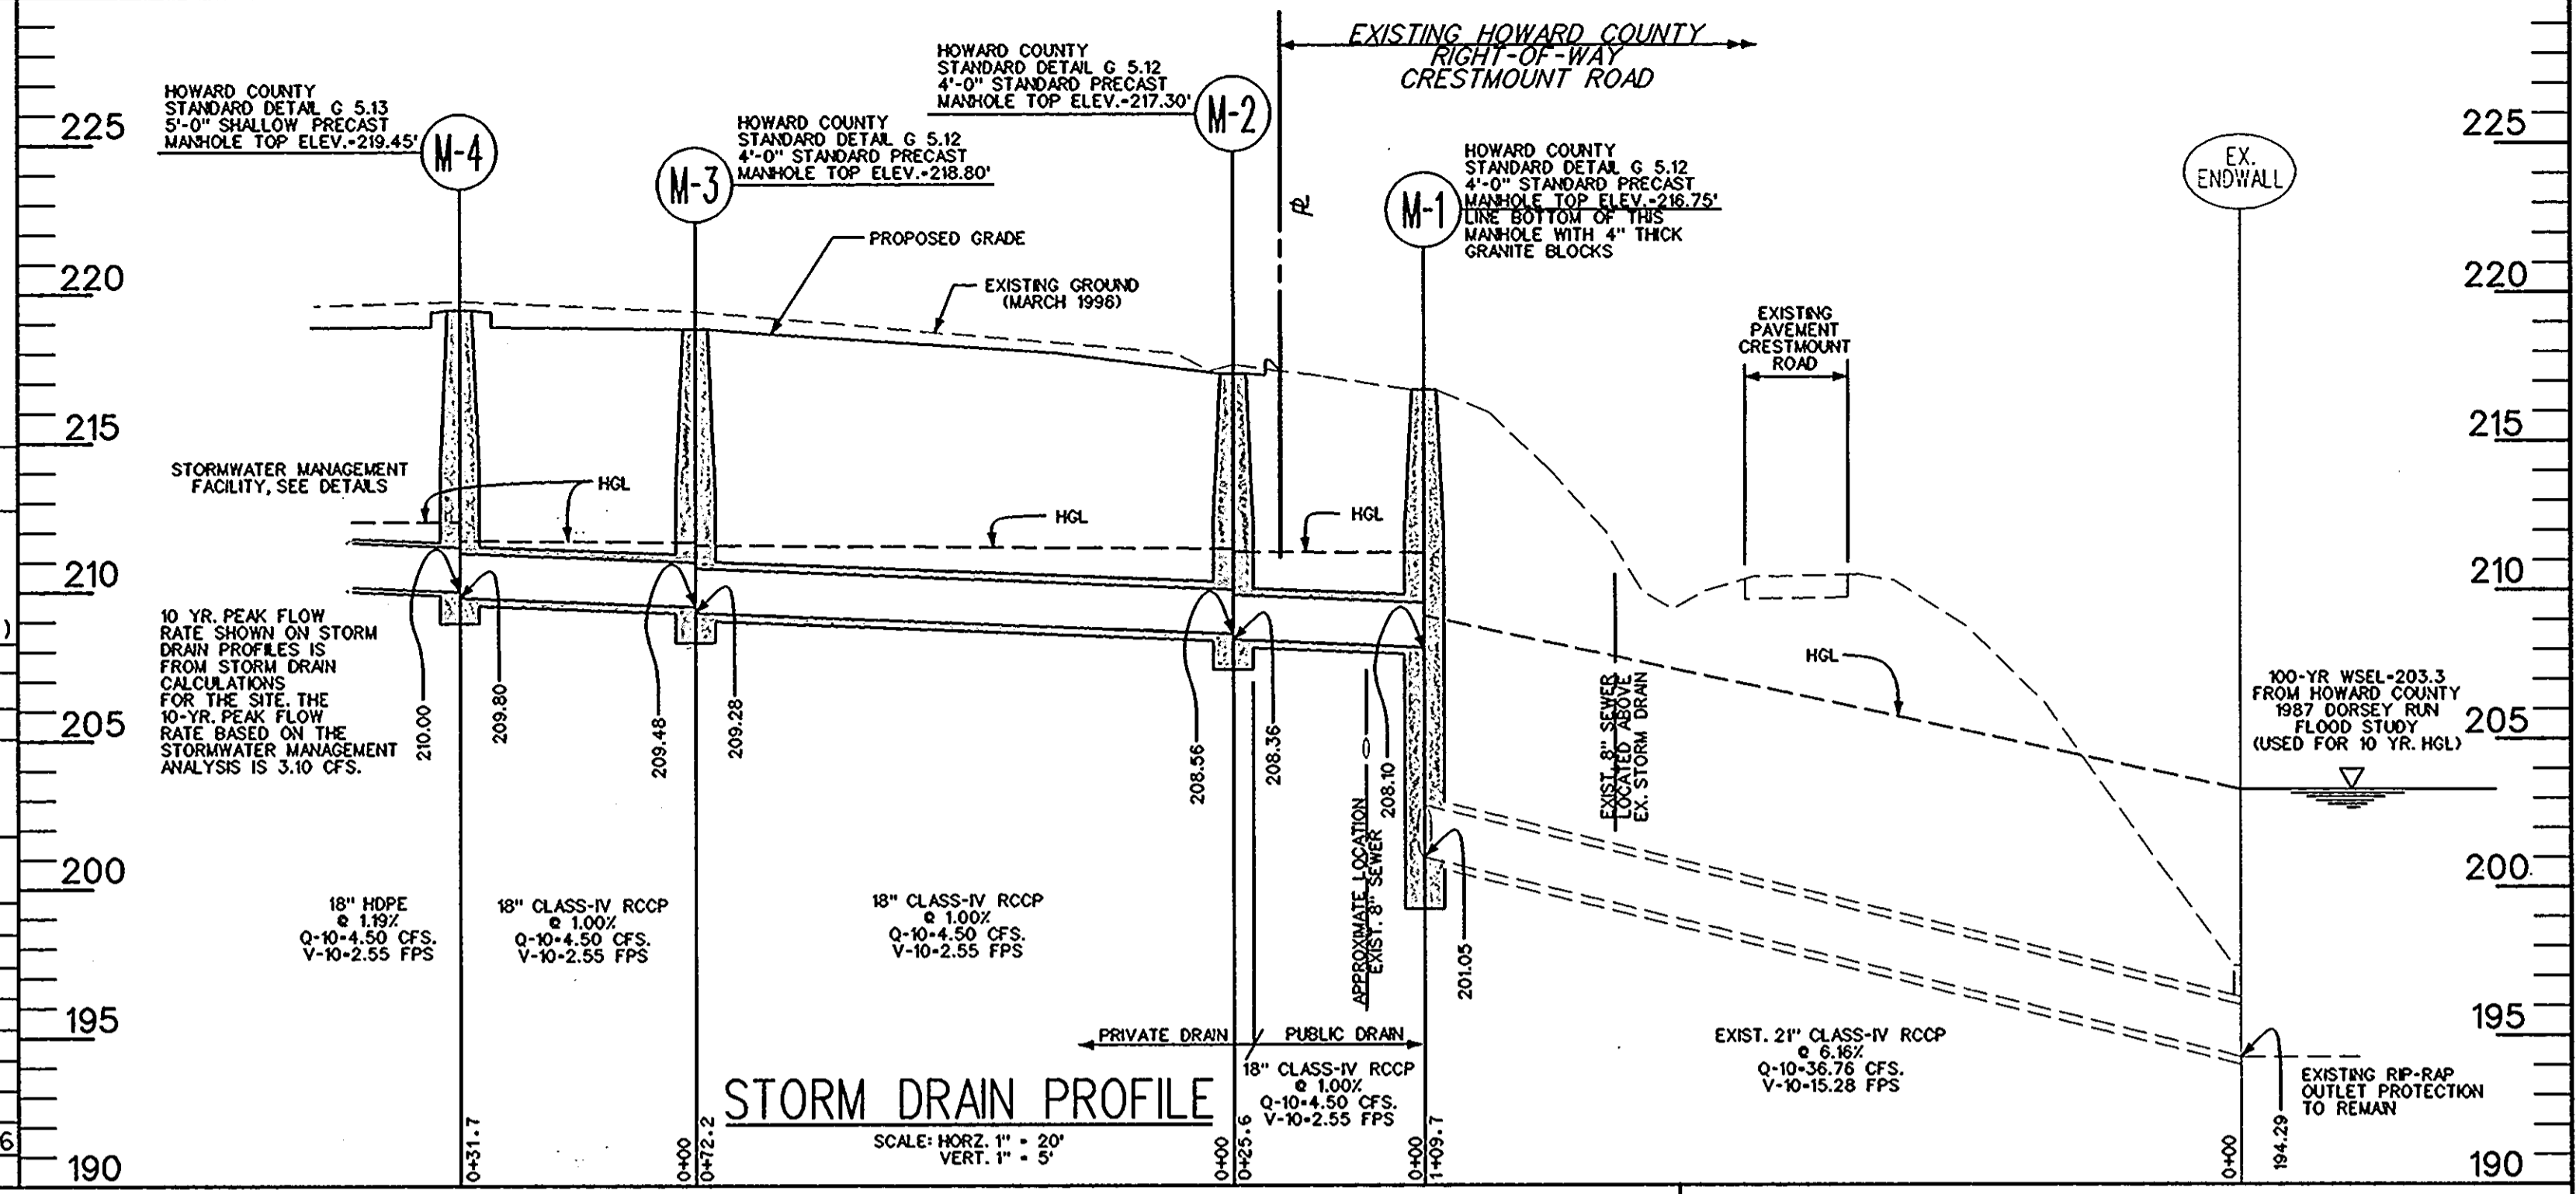 EXISTING HOWARD COUNTY
RIGHT-OF-WAY
CRESTMOUNT ROAD
HOWARD COUNTY
STANDARD DETAIL G 5.13
5'-0" SHALLOW PRECAST
MANHOLE TOP ELEV.=219.45'
M-4
HOWARD COUNTY
STANDARD DETAIL G 5.12
4'-0" STANDARD PRECAST
MANHOLE TOP ELEV.=218.80'
M-3
HOWARD COUNTY
STANDARD DETAIL G 5.12
4'-0" STANDARD PRECAST
MANHOLE TOP ELEV.=217.30'
M-2
HOWARD COUNTY
STANDARD DETAIL G 5.12
4'-0" STANDARD PRECAST
MANHOLE TOP ELEV.=216.75'
LINE BOTTOM OF THIS
MANHOLE WITH 4" THICK
GRANITE BLOCKS
M-1
EX.
ENDWALL
225
220
215
210
205
200
195
190
225
220
215
210
205
200
195
190
PROPOSED GRADE
EXISTING GROUND
(MARCH 1996)
EXISTING
PAVEMENT
CRESTMOUNT
ROAD
STORMWATER MANAGEMENT
FACILITY, SEE DETAILS
HGL
HGL
HGL
HGL
10 YR. PEAK FLOW
RATE SHOWN ON STORM
DRAIN PROFILES IS
FROM STORM DRAIN
CALCULATIONS
FOR THE SITE. THE
10-YR. PEAK FLOW
RATE BASED ON THE
STORMWATER MANAGEMENT
ANALYSIS IS 3.10 CFS.
210.00
209.80
209.48
209.28
208.56
208.36
208.10
201.05
194.29
APPROXIMATE LOCATION
EXIST. 8" SEWER
EXIST. 8" SEWER
LOCATED ABOVE
EX. STORM DRAIN
100-YR WSEL=203.3
FROM HOWARD COUNTY
1987 DORSEY RUN
FLOOD STUDY
(USED FOR 10 YR. HGL)
18" HDPE
@ 1.19%
Q-10=4.50 CFS.
V-10=2.55 FPS
18" CLASS-IV RCCP
@ 1.00%
Q-10=4.50 CFS.
V-10=2.55 FPS
18" CLASS-IV RCCP
@ 1.00%
Q-10=4.50 CFS.
V-10=2.55 FPS
PRIVATE DRAIN
PUBLIC DRAIN
18" CLASS-IV RCCP
@ 1.00%
Q-10=4.50 CFS.
V-10=2.55 FPS
EXIST. 21" CLASS-IV RCCP
@ 6.16%
Q-10=36.76 CFS.
V-10=15.28 FPS
EXISTING RIP-RAP
OUTLET PROTECTION
TO REMAIN
STORM DRAIN PROFILE
SCALE: HORZ. 1" = 20'
VERT. 1" = 5'
0+31.7
0+00
0+72.2
0+00
0+25.6
0+00
1+09.7
0+00